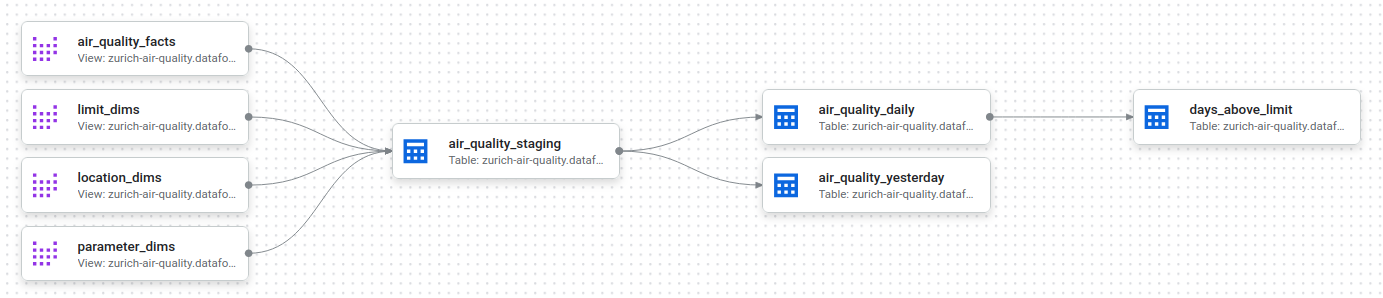 air_quality_facts
View: zurich-air-quality.datafo...
limit_dims
View: zurich-air-quality.datafo...
location_dims
View: zurich-air-quality.datafo...
parameter_dims
View: zurich-air-quality.datafo...
air_quality_staging
Table: zurich-air-quality.dataf...
air_quality_daily
Table: zurich-air-quality.dataf...
air_quality_yesterday
Table: zurich-air-quality.dataf...
days_above_limit
Table: zurich-air-quality.dataf...